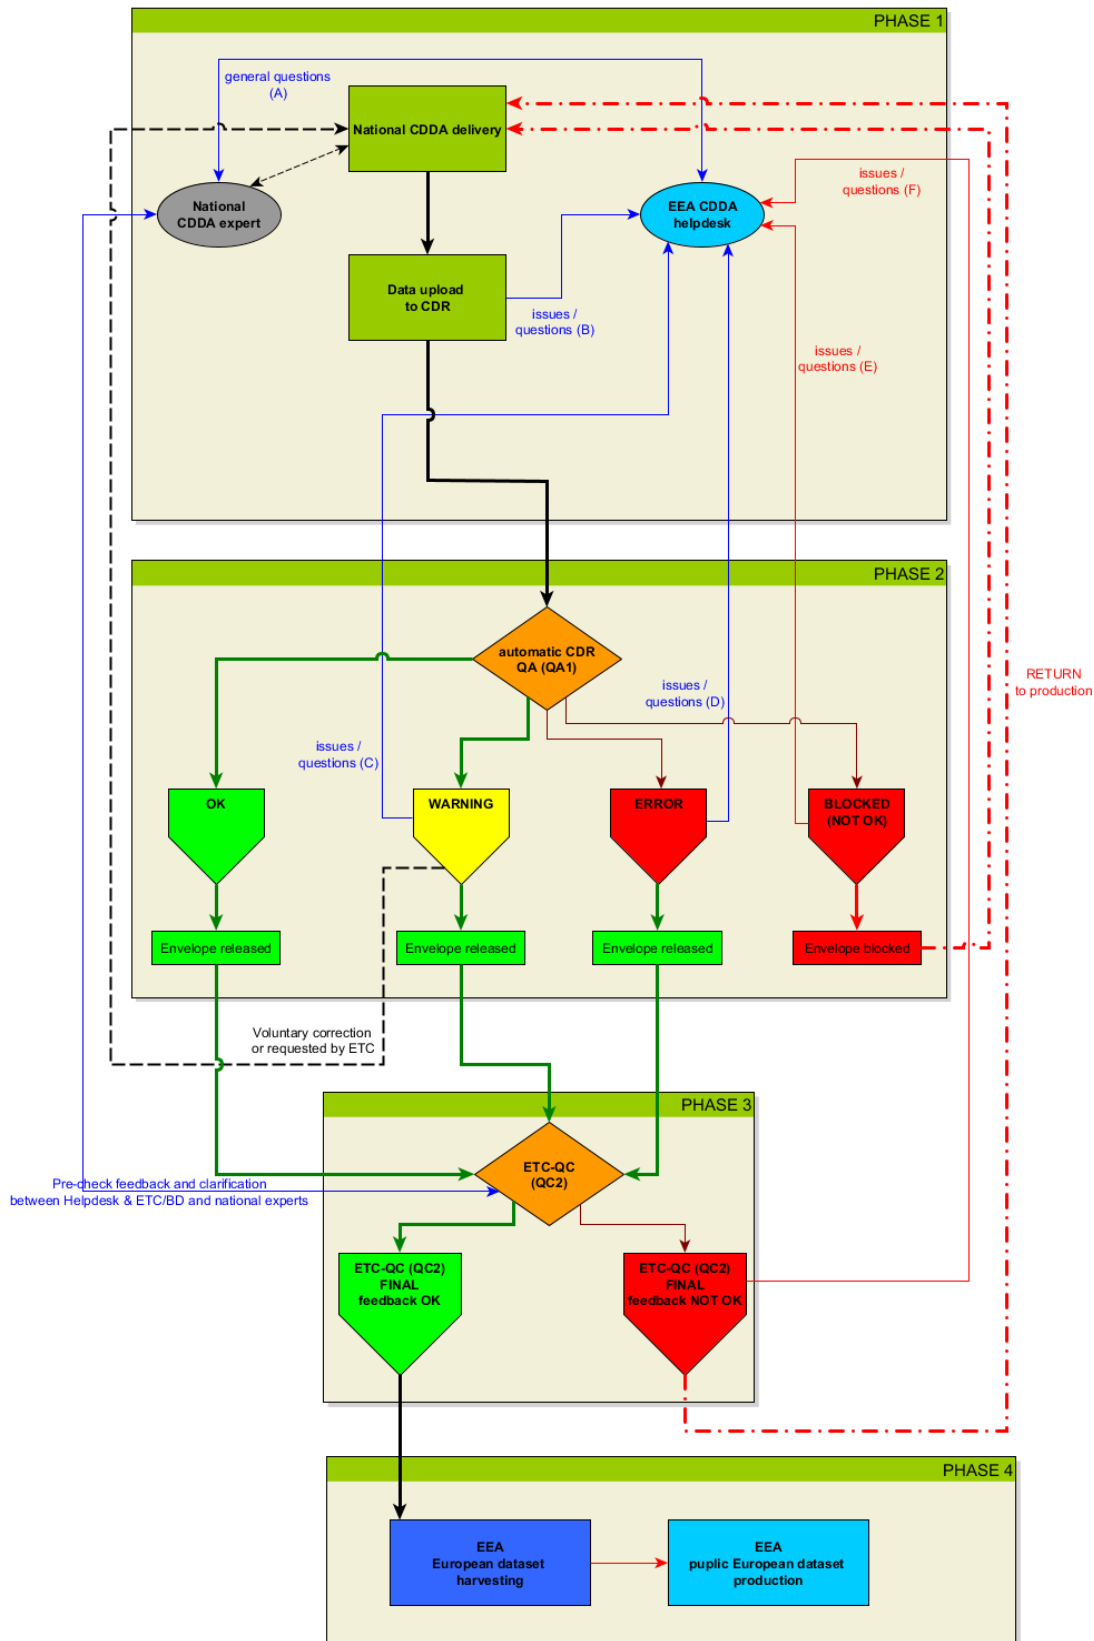 PHASE 1
general questions
(A)
National CDDA delivery
issues /
questions (F)
National
CDDA expert
EEA CDDA
helpdesk
Data upload
to CDR
issues /
questions (B)
issues /
questions (E)
PHASE 2
automatic CDR
QA (QA1)
RETURN
to production
issues /
questions (D)
issues /
questions (C)
OK
WARNING
ERROR
BLOCKED
(NOT OK)
Envelope released
Envelope released
Envelope released
Envelope blocked
Voluntary correction
or requested by ETC
PHASE 3
ETC-QC
(QC2)
Pre-check feedback and clarification
between Helpdesk & ETC/BD and national experts
ETC-QC (QC2)
FINAL
feedback OK
ETC-QC (QC2)
FINAL
feedback NOT OK
PHASE 4
EEA
European dataset
harvesting
EEA
puplic European dataset
production